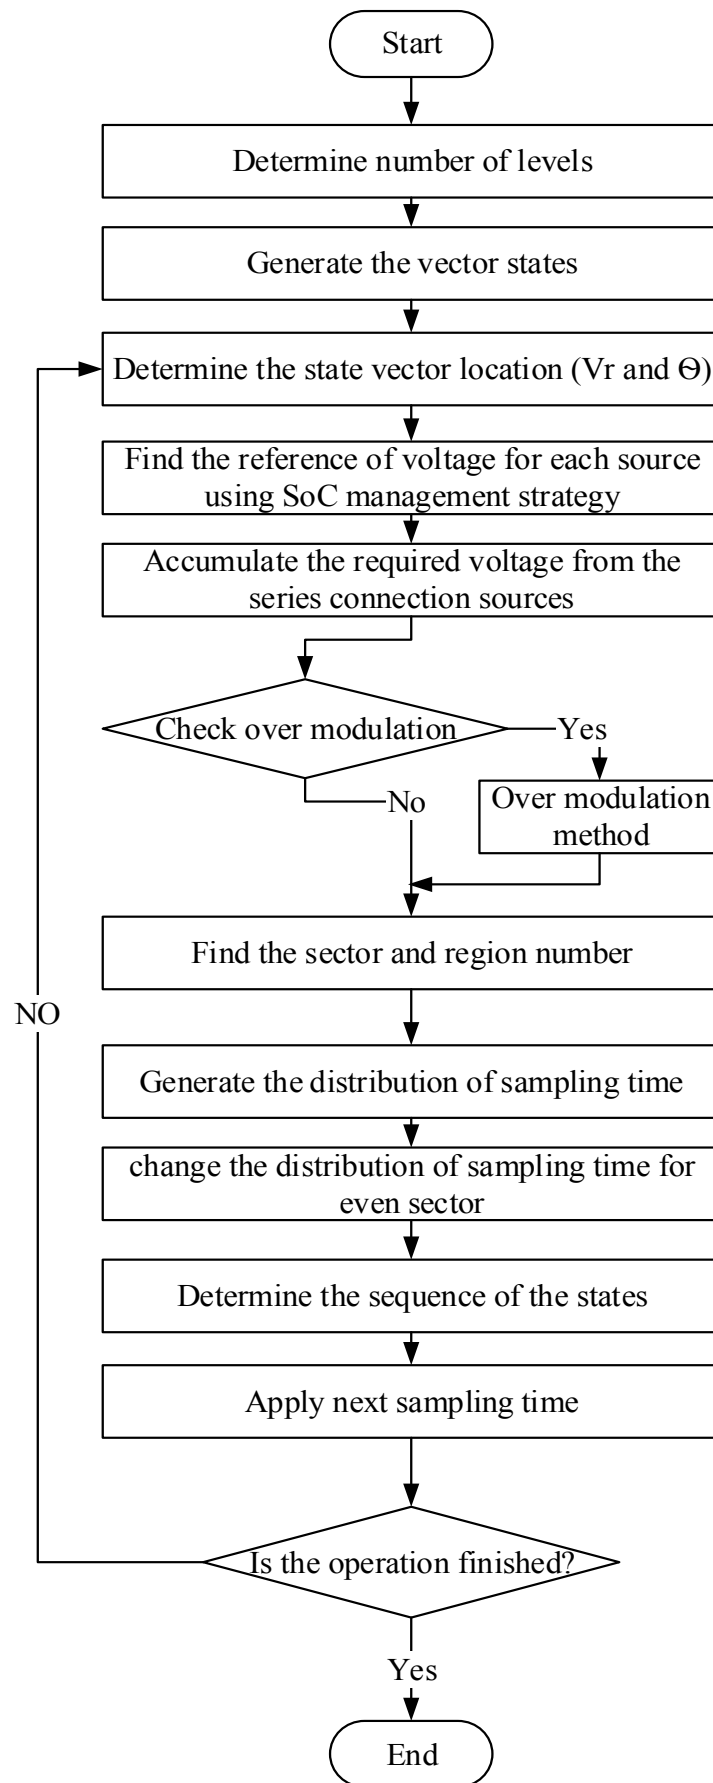 Start
Determine number of levels
Generate the vector states
Determine the state vector location (Vr and Θ)
Find the reference of voltage for each source
using SoC management strategy
Accumulate the required voltage from the
series connection sources
Check over modulation
Yes
No
Over modulation
method
Find the sector and region number
NO
Generate the distribution of sampling time
change the distribution of sampling time for
even sector
Determine the sequence of the states
Apply next sampling time
Is the operation finished?
Yes
End